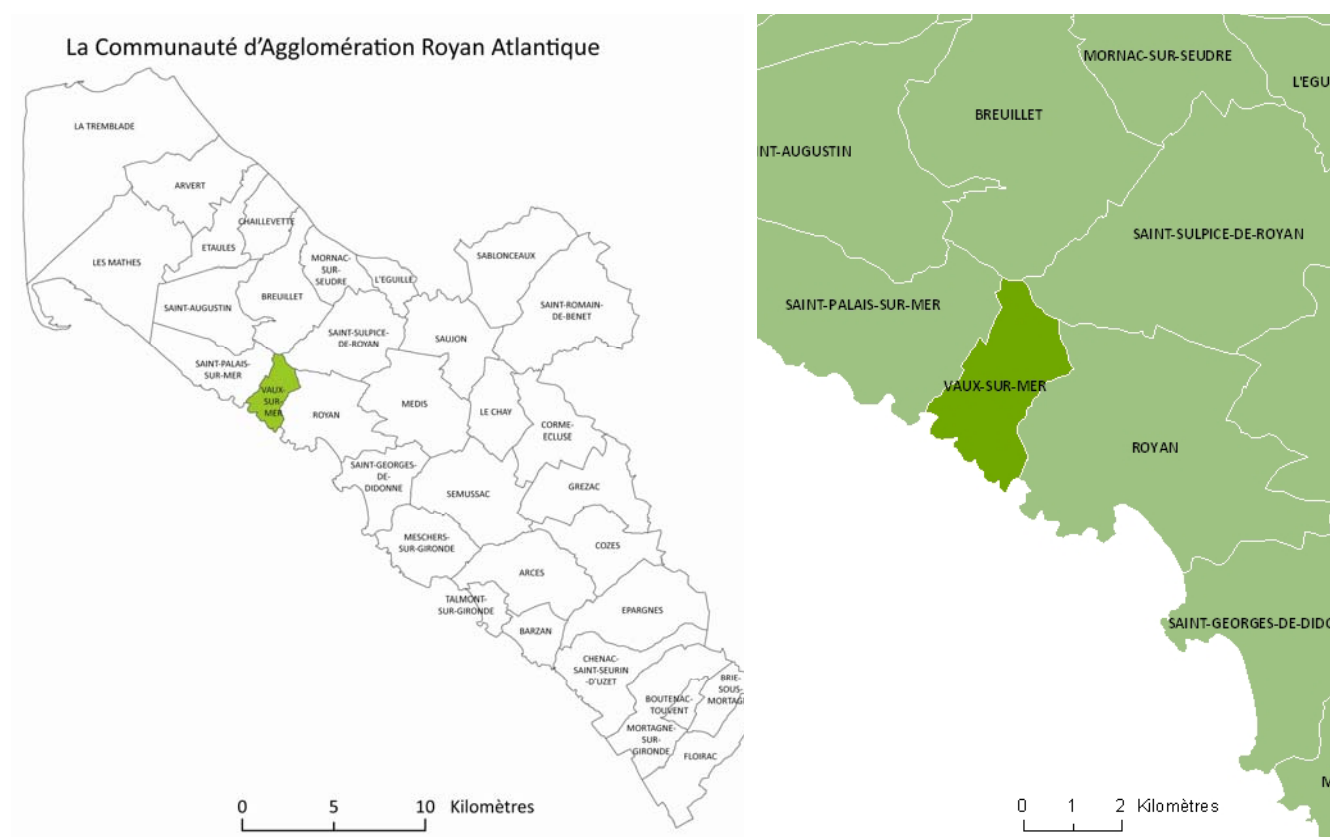 La Communauté d'Agglomération Royan Atlantique
LA TREMBLADE
ARVERT
CHAILLEVETTE
ETAULES
LES MATHES
MORNAC-
SUR-
SEUDRE
L'EGUILLE
SABLONCEAUX
SAINT-AUGUSTIN
BREUILLET
SAINT-ROMAIN-
DE-BENET
SAINT-SULPICE-
DE-ROYAN
SAUJON
SAINT-PALAIS-
SUR-MER
VAUX-
SUR-
MER
ROYAN
MEDIS
LE CHAY
CORME-
ECLUSE
SAINT-GEORGES-
DE-
DIDONNE
SEMUSSAC
GREZAC
MESCHERS-
SUR-GIRONDE
COZES
ARCES
TALMONT-
SUR-GIRONDE
EPARGNES
BARZAN
CHENAC-
SAINT-SEURIN
-D'UZET
BOUTENAC-
TOUVENT
BRIE-
SOUS-
MORTAG
MORTAGNE-
SUR-
GIRONDE
FLOIRAC
0 5 10 Kilomètres
MORNAC-SUR-SEUDRE
L'EGU
BREUILLET
NT-AUGUSTIN
SAINT-SULPICE-DE-ROYAN
SAINT-PALAIS-SUR-MER
VAUX-SUR-MER
ROYAN
SAINT-GEORGES-DE-DIDO
M
0 1 2 Kilomètres